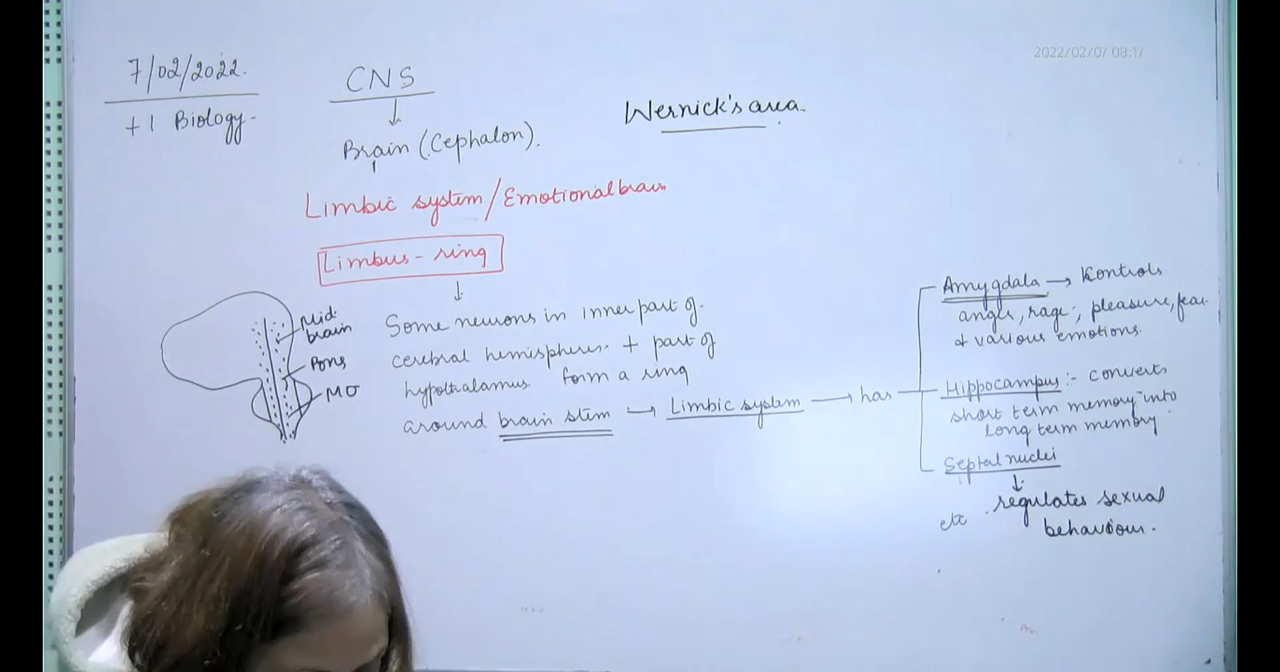 2022/02/07 08:17
7/02/2022.
+1 Biology-
CNS
Brain (Cephalon).
Wernick's area.
Limbic system/Emotional brain
Limbus - ring
Mid-
brain
Pons
MO
Some neurons in inner part of
cerebral hemispheres + part of
hypothalamus form a ring
around brain stem → Limbic system → has
Amygdala → Controls
anger, rage, pleasure, fear
& various emotions.
Hippocampus :- converts
short term memory into
Long term memory
Septal nuclei
etc
regulates sexual
behaviour.